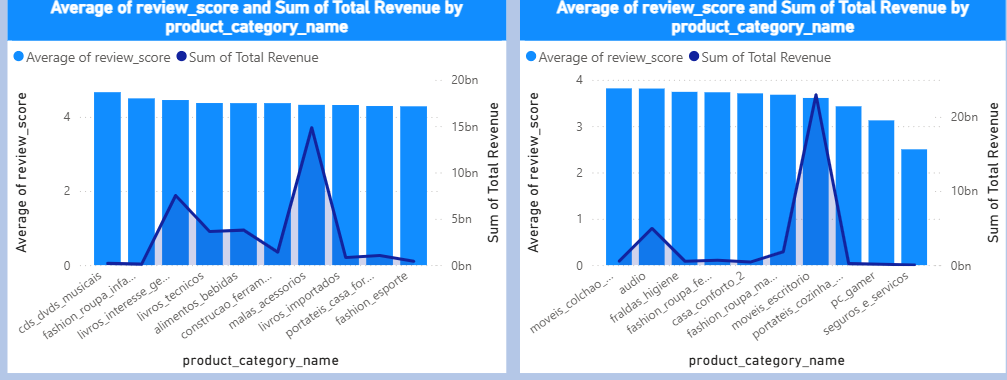 Average of review_score and Sum of Total Revenue by
product_category_name
Average of review_score Sum of Total Revenue
Average of review_score
4
2
0
20bn
15bn
10bn
5bn
0bn
Sum of Total Revenue
cds_dvds_musicais
fashion_roupa_infa...
livros_interesse_ge...
livros_tecnicos
alimentos_bebidas
construcao_ferram...
malas_acessorios
livros_importados
portateis_casa_for...
fashion_esporte
product_category_name
Average of review_score and Sum of Total Revenue by
product_category_name
Average of review_score Sum of Total Revenue
Average of review_score
4
3
2
1
0
20bn
10bn
0bn
Sum of Total Revenue
moveis_colchao_...
audio
fraldas_higiene
fashion_roupa_fe...
casa_conforto_2
fashion_roupa_ma...
moveis_escritorio
portateis_cozinha_...
pc_gamer
seguros_e_servicos
product_category_name